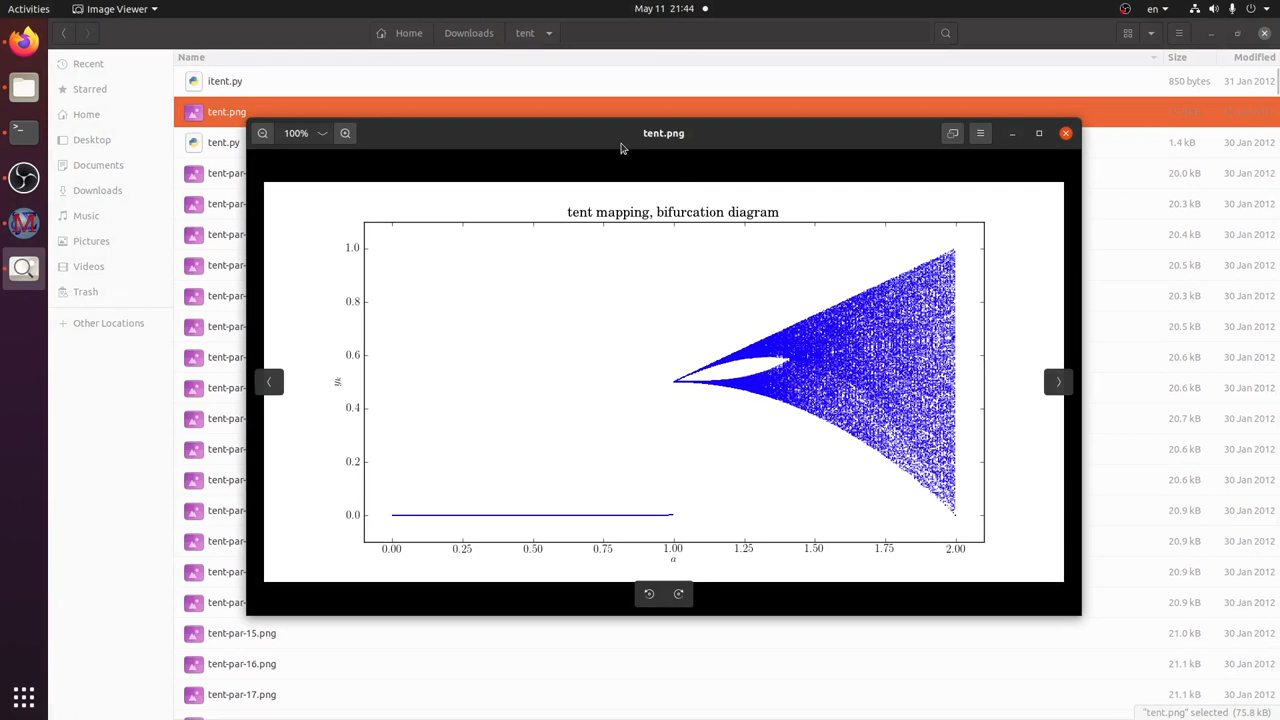 Activities
Image Viewer
May 11 21:44
en
Home
Downloads
tent
Name
Size
Modified
Recent
Starred
Home
Desktop
Documents
Downloads
Music
Pictures
Videos
Trash
Other Locations
itent.py
850 bytes
31 Jan 2012
tent.png
tent.py
1.4 kB
30 Jan 2012
tent-par-
20.0 kB
30 Jan 2012
tent-par-
20.3 kB
30 Jan 2012
tent-par-
20.4 kB
30 Jan 2012
tent-par-
20.5 kB
30 Jan 2012
tent-par-
20.3 kB
30 Jan 2012
tent-par-
20.5 kB
30 Jan 2012
tent-par-
20.6 kB
30 Jan 2012
tent-par-
20.6 kB
30 Jan 2012
tent-par-
20.7 kB
30 Jan 2012
tent-par-
20.6 kB
30 Jan 2012
tent-par-
20.6 kB
30 Jan 2012
tent-par-
20.9 kB
30 Jan 2012
tent-par-
20.9 kB
30 Jan 2012
tent-par-
20.9 kB
30 Jan 2012
tent-par-
20.9 kB
30 Jan 2012
tent-par-15.png
21.0 kB
30 Jan 2012
tent-par-16.png
21.1 kB
30 Jan 2012
tent-par-17.png
21.1 kB
30 Jan 2012
100%
tent.png
tent mapping, bifurcation diagram
1.0
0.8
0.6
0.4
0.2
0.0
yk
0.00
0.25
0.50
0.75
1.00
1.25
1.50
1.75
2.00
a
"tent.png" selected (75.8 kB)